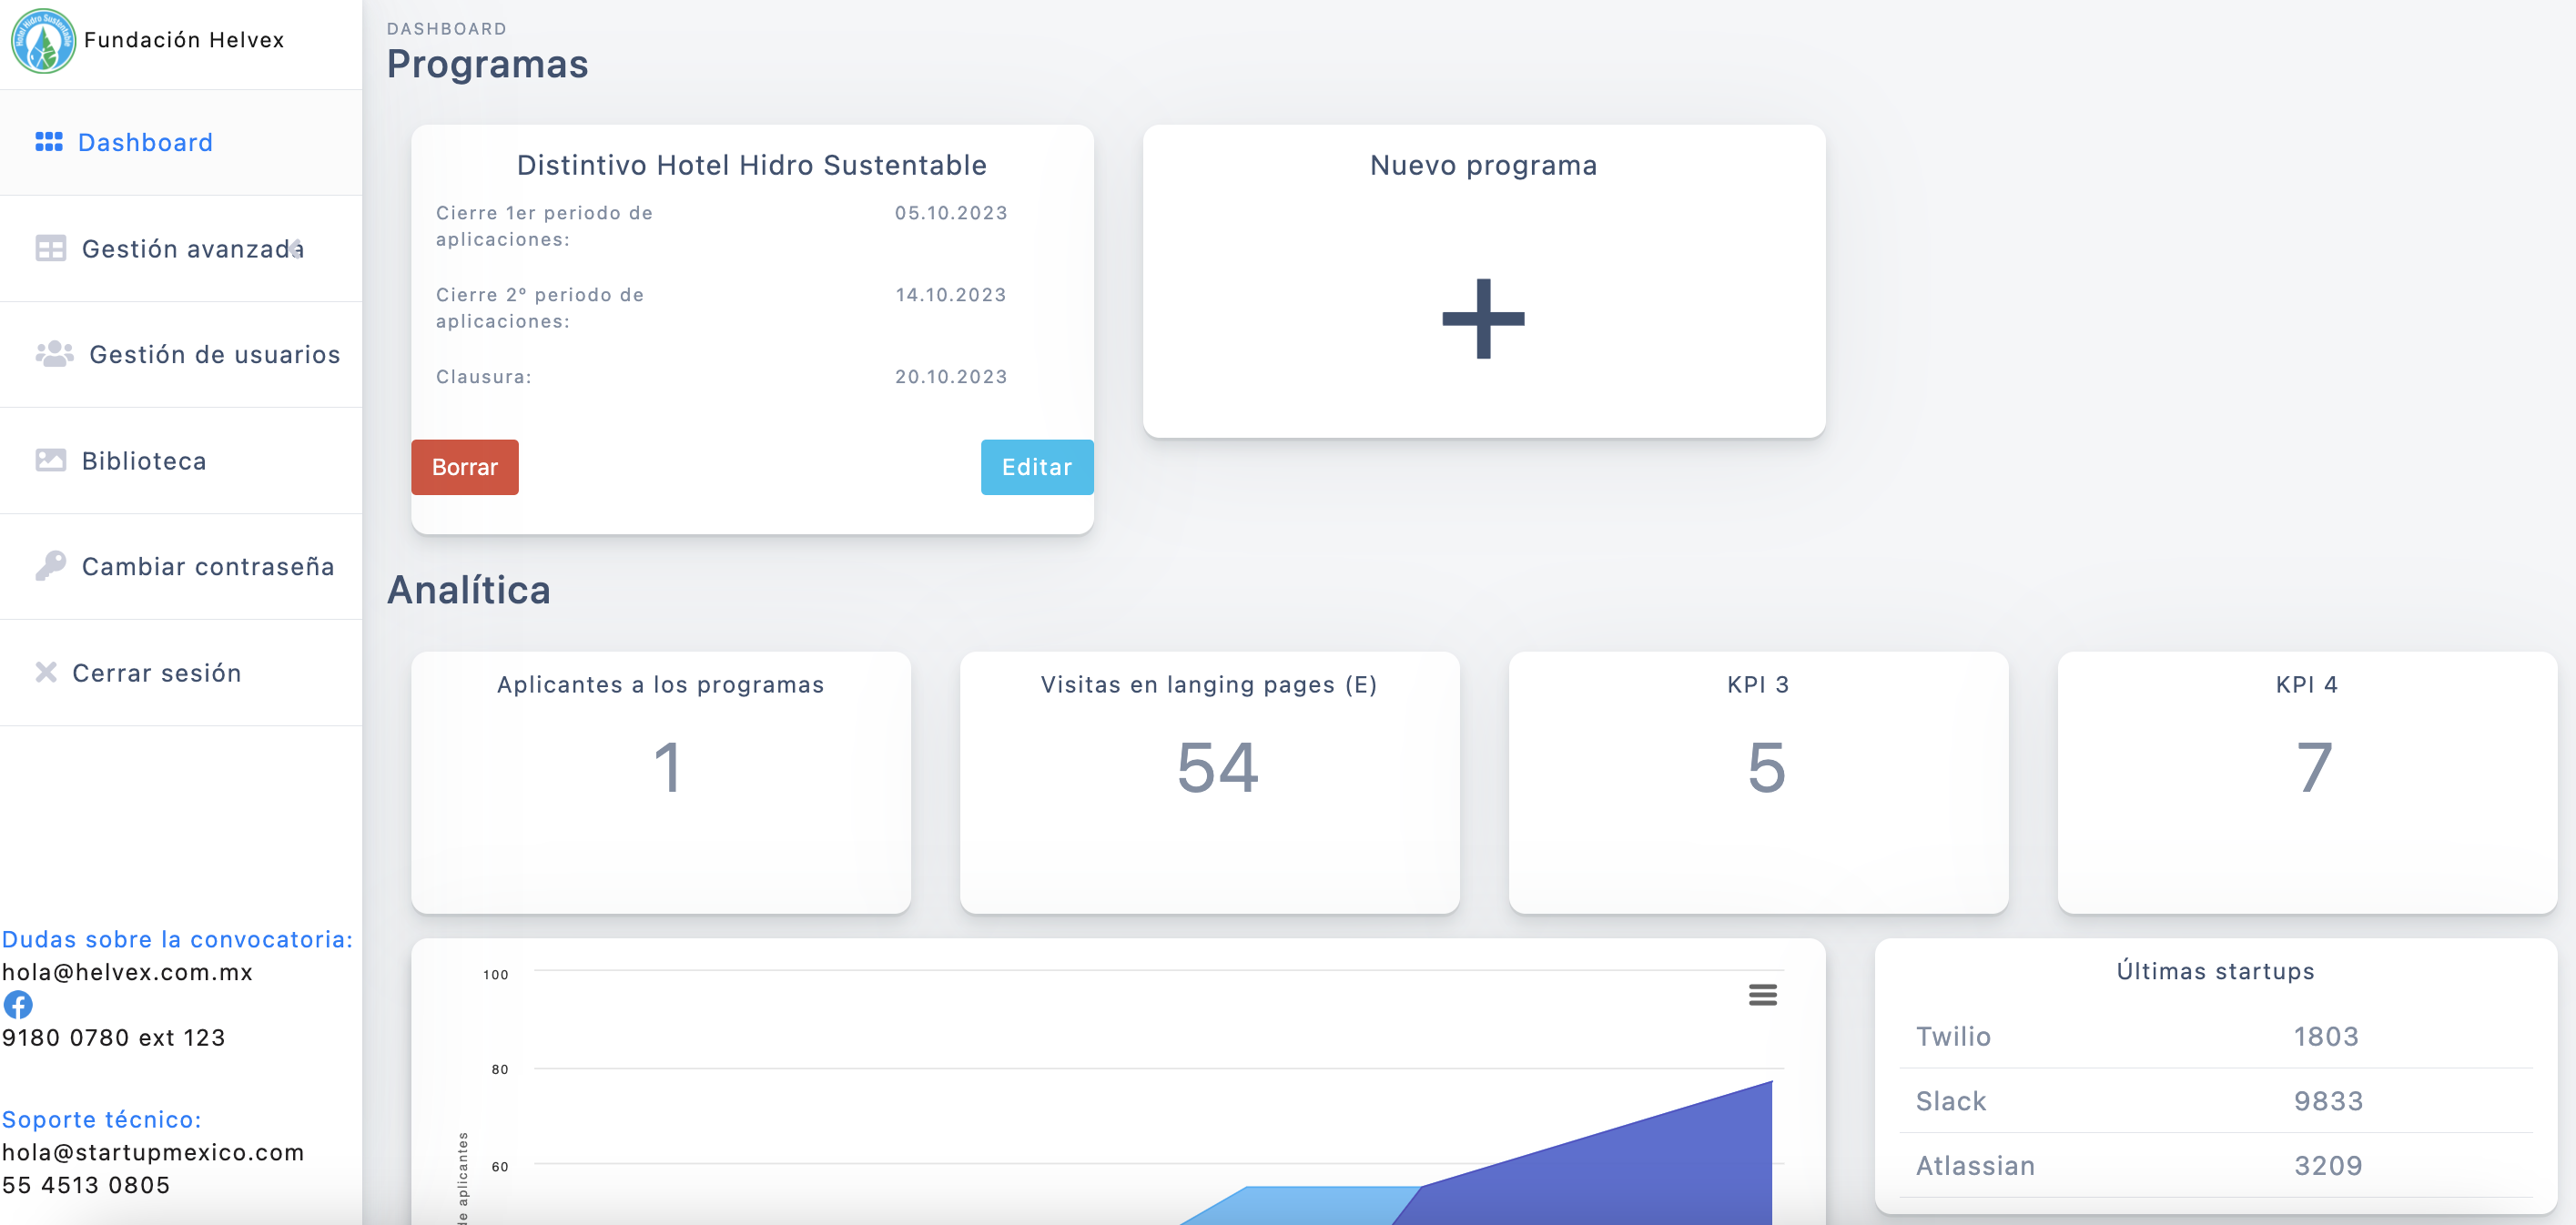 Hotel Hidro Sustentable
Fundación Helvex
Dashboard
Gestión avanzada
Gestión de usuarios
Biblioteca
Cambiar contraseña
Cerrar sesión
Dudas sobre la convocatoria:
hola@helvex.com.mx
9180 0780 ext 123
Soporte técnico:
hola@startupmexico.com
55 4513 0805
DASHBOARD
Programas
Distintivo Hotel Hidro Sustentable
Cierre 1er periodo de 05.10.2023
aplicaciones:
Cierre 2º periodo de 14.10.2023
aplicaciones:
Clausura: 20.10.2023
Borrar Editar
Nuevo programa
+
Analítica
Aplicantes a los programas
1
Visitas en langing pages (E)
54
KPI 3
5
KPI 4
7
100
80
60
de aplicantes
Últimas startups
Twilio 1803
Slack 9833
Atlassian 3209